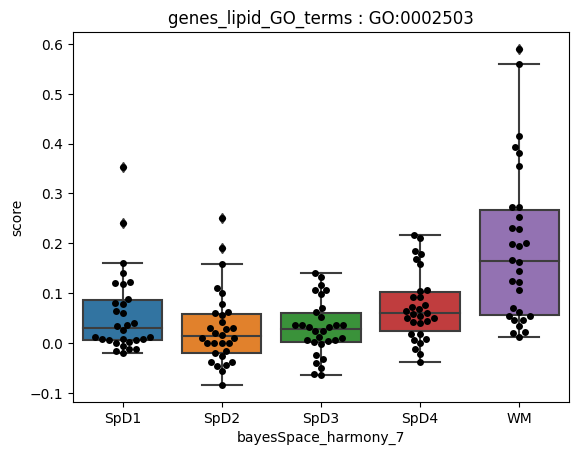 genes_lipid_GO_terms : GO:0002503
0.6
0.5
0.4
0.3
0.2
0.1
0.0
−0.1
score
SpD1 SpD2 SpD3 SpD4 WM
bayesSpace_harmony_7